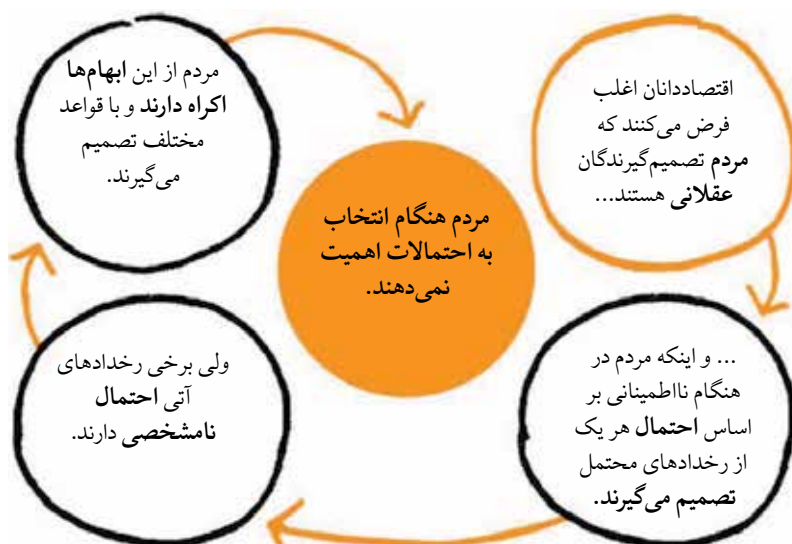 اقتصاددانان اغلب
فرض می‌کنند که
مردم تصمیم‌گیرندگان
عقلانی هستند...
... و اینکه مردم در
هنگام نااطمینانی بر
اساس احتمال هر یک
از رخدادهای محتمل
تصمیم می‌گیرند.
ولی برخی رخدادهای
آتی احتمال
نامشخصی دارند.
مردم از این ابهام‌ها
اکراه دارند و با قواعد
مختلف تصمیم
می‌گیرند.
مردم هنگام انتخاب
به احتمالات اهمیت
نمی‌دهند.